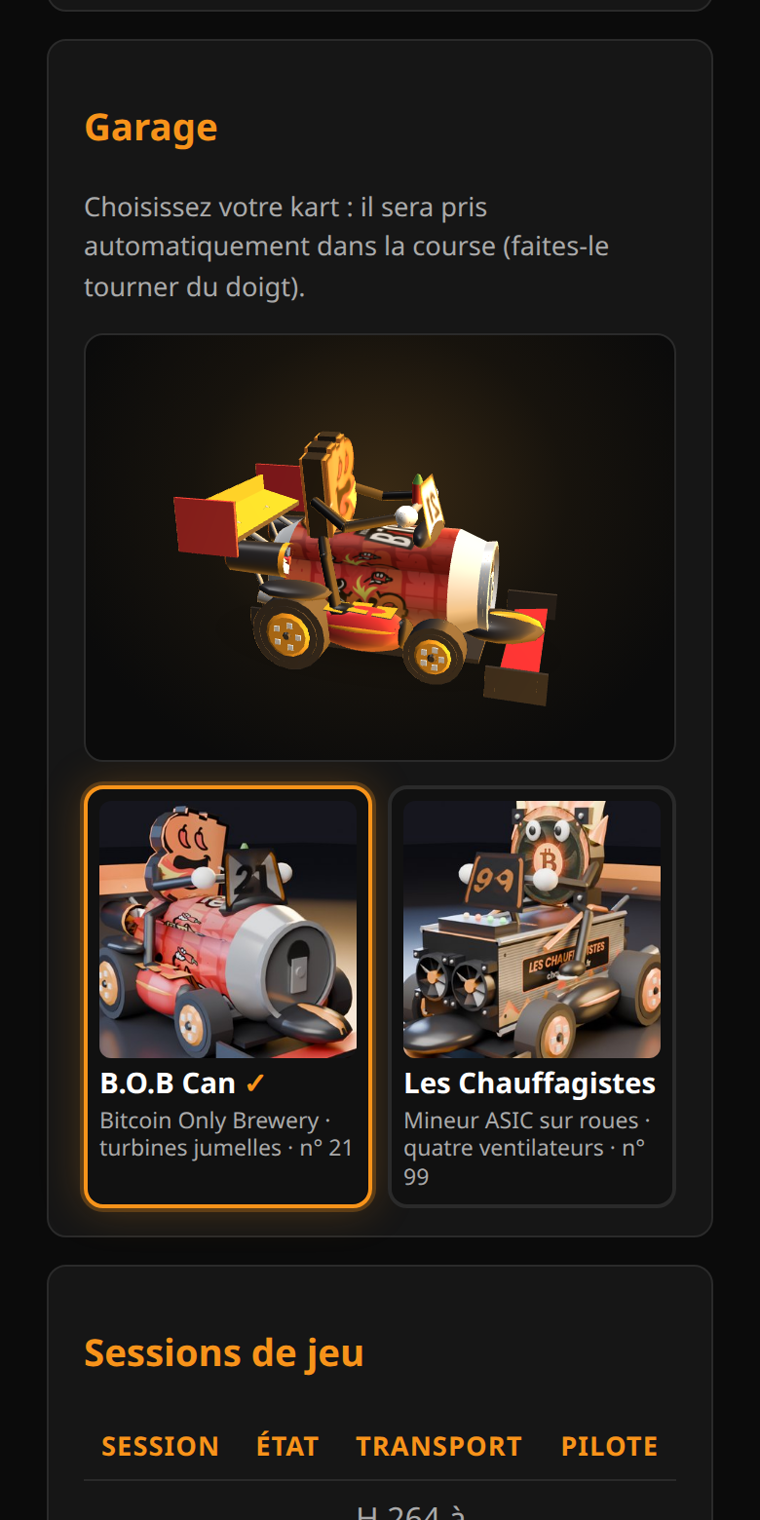 Garage
Choisissez votre kart : il sera pris
automatiquement dans la course (faites-le
tourner du doigt).
21
99
LES CHAUFFAGISTES
B.O.B Can ✓
Bitcoin Only Brewery ·
turbines jumelles · n° 21
Les Chauffagistes
Mineur ASIC sur roues ·
quatre ventilateurs · n°
99
Sessions de jeu
SESSION ÉTAT TRANSPORT PILOTE
H.264 à